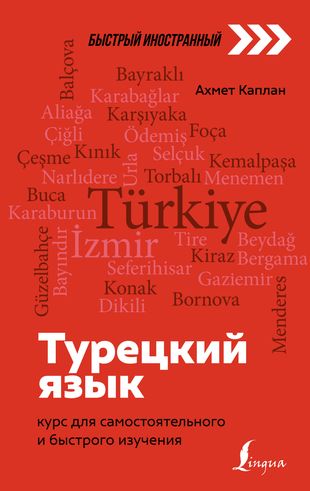 БЫСТРЫЙ ИНОСТРАННЫЙ
Ахмет Каплан
Balçova
Bayraklı
Karabağlar
Aliağa
Karşıyaka
Çiğli
Ödemiş
Foça
Çeşme
Kınık
Urla
Selçuk
Kemalpaşa
Narlıdere
Torbalı
Menemen
Buca
Türkiye
Karaburun
Güzelbahçe
Bayındır
İzmir
Tire
Beydağ
Kiraz
Bergama
Seferihisar
Gaziemir
Konak
Menderes
Dikili
Bornova
Турецкий
язык
курс для самостоятельного
и быстрого изучения
Lingua